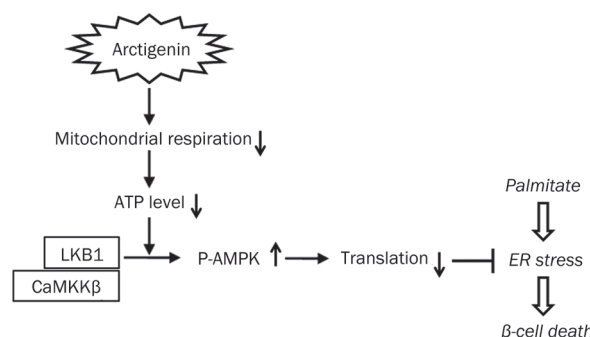 Arctigenin
Mitochondrial respiration ↓
ATP level ↓
LKB1
CaMKKβ
P-AMPK ↑
Translation ↓
Palmitate
ER stress
β-cell death